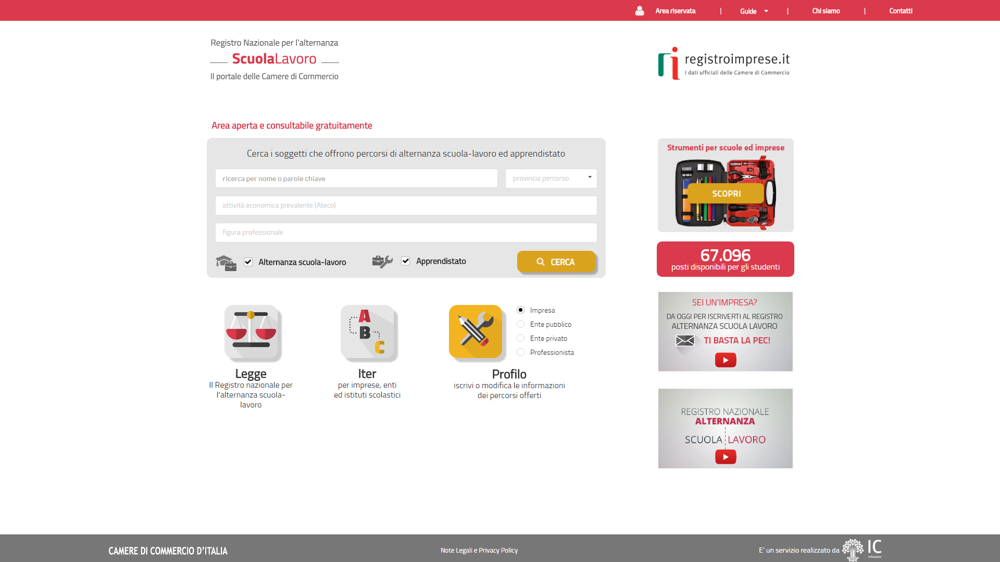 Area riservata | Guide | Chi siamo | Contatti
Registro Nazionale per l'alternanza
ScuolaLavoro
Il portale delle Camere di Commercio
registroimprese.it
I dati ufficiali delle Camere di Commercio
Area aperta e consultabile gratuitamente
Cerca i soggetti che offrono percorsi di alternanza scuola-lavoro ed apprendistato
ricerca per nome o parole chiave
provincia percorso
attività economica prevalente (Ateco)
figura professionale
Alternanza scuola-lavoro
Apprendistato
CERCA
Strumenti per scuole ed imprese
SCOPRI
67.096
posti disponibili per gli studenti
SEI UN'IMPRESA?
DA OGGI PER ISCRIVERTI AL REGISTRO
ALTERNANZA SCUOLA LAVORO
TI BASTA LA PEC!
REGISTRO NAZIONALE
ALTERNANZA
SCUOLA LAVORO
A
B
C
Impresa
Ente pubblico
Ente privato
Professionista
Legge
Il Registro nazionale per
l'alternanza scuola-
lavoro
Iter
per imprese, enti
ed istituti scolastici
Profilo
iscrivi o modifica le informazioni
dei percorsi offerti
CAMERE DI COMMERCIO D'ITALIA
Note Legali e Privacy Policy
E' un servizio realizzato da
IC
InfoCamere